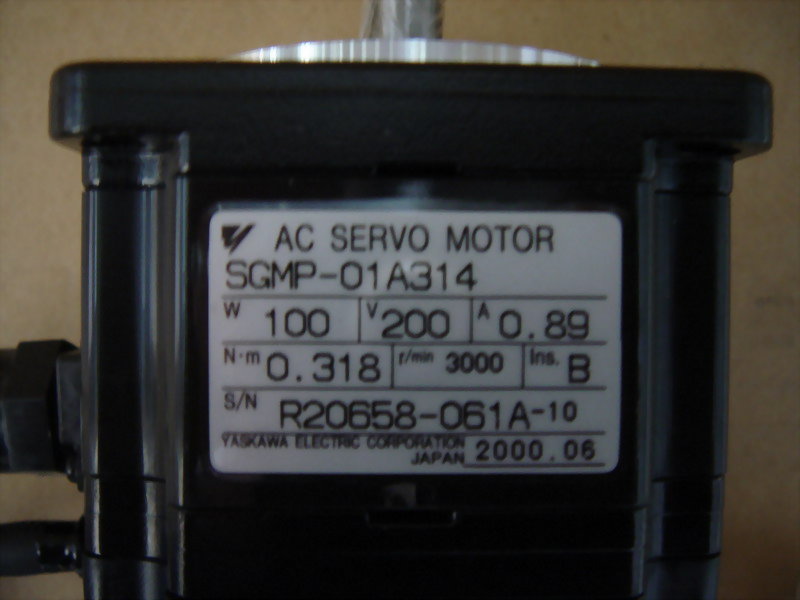 AC SERVO MOTOR
SGMP-01A314
W 100 V 200 A 0.89
N·m 0.318 r/min 3000 Ins. B
S/N R20658-061A-10
YASKAWA ELECTRIC CORPORATION
JAPAN 2000.06